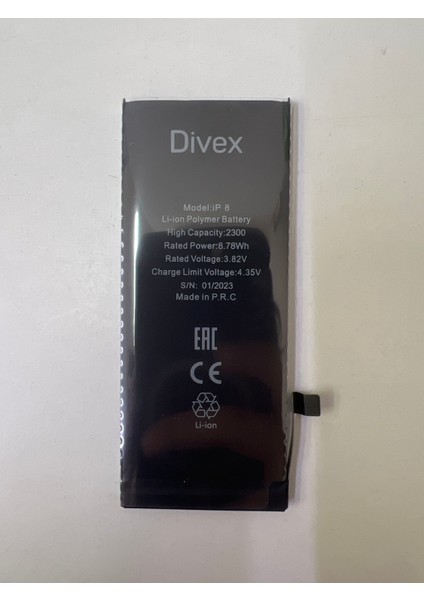 Divex
Model:iP 8
Li-ion Polymer Battery
High Capacity:2300
Rated Power:8.78Wh
Rated Voltage:3.82V
Charge Limit Voltage:4.35V
S/N: 01/2023
Made in P.R.C
EAC
CE
Li-ion